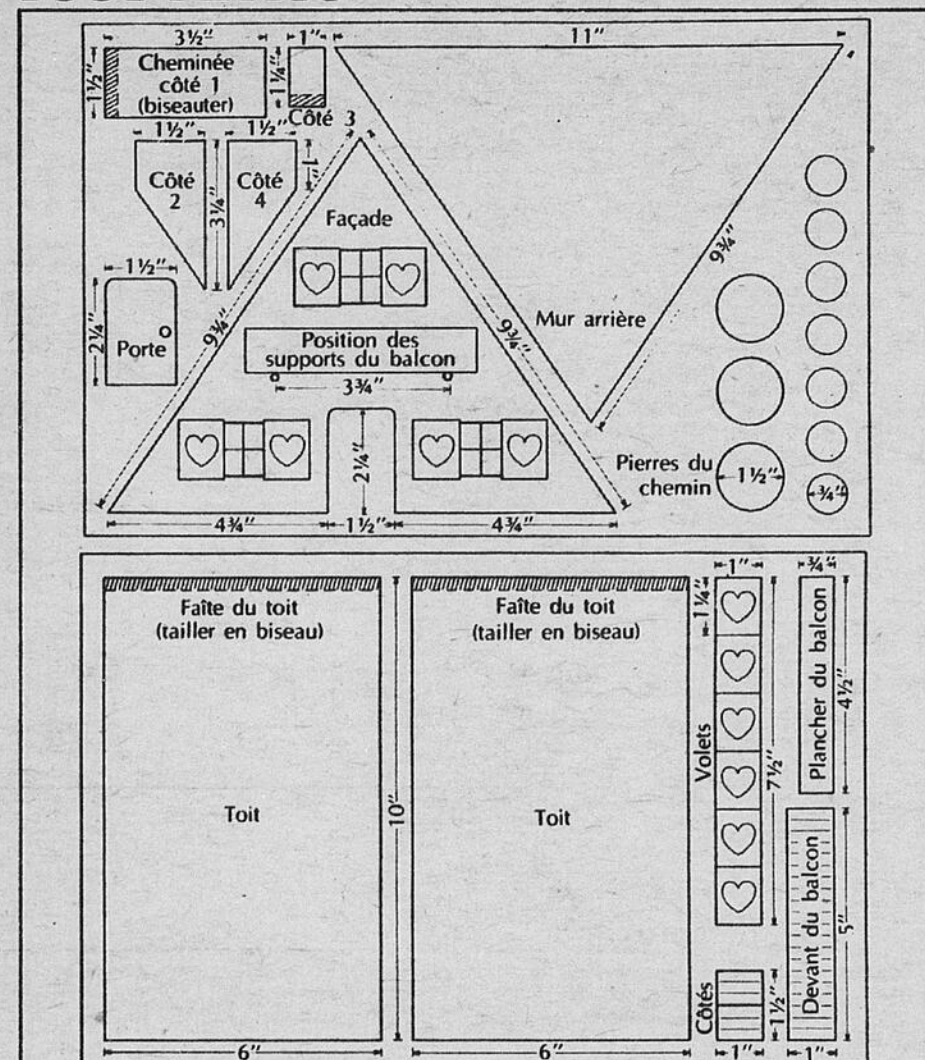 3½"
1"
11"
Cheminée
côté 1
(biseauter)
1½"
1¼"
Côté 3
1½"
1½"
1"
Côté
2
Côté
4
3¼"
Façade
9¾"
9¾"
9¾"
Mur arrière
1½"
2¼"
Porte
Position des
supports du balcon
3¾"
2¼"
Pierres du
chemin
1½"
¾"
4¾"
1½"
4¾"
Faîte du toit
(tailler en biseau)
Faîte du toit
(tailler en biseau)
1"
¾"
1¼"
Volets
7½"
Plancher du balcon
4½"
Toit
10"
Toit
Devant du balcon
5"
Côtés
1½"
6"
6"
1"
1"